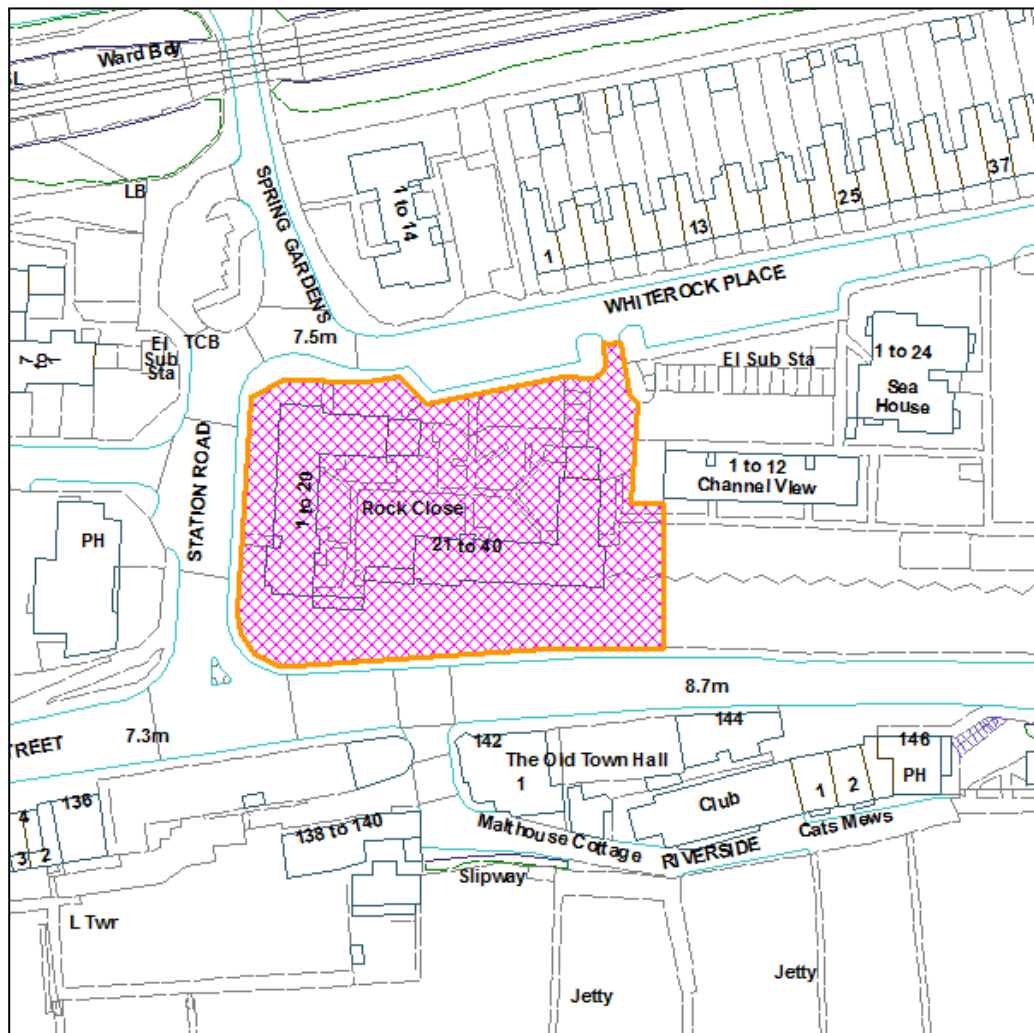 Ward Bdy
SL
LB
SPRING GARDENS
1 to 14
1
13
25
37
WHITEROCK PLACE
7.5m
TCB
El
Sub
Sta
El Sub Sta
1 to 24
Sea
House
STATION ROAD
1 to 20
Rock Close
21 to 40
1 to 12
Channel View
PH
8.7m
7.3m
TREET
142
144
146
The Old Town Hall
1
PH
Club
1
2
Cats Mews
136
4
3
2
138 to 140
Malthouse Cottage
RIVERSIDE
Slipway
L Twr
Jetty
Jetty